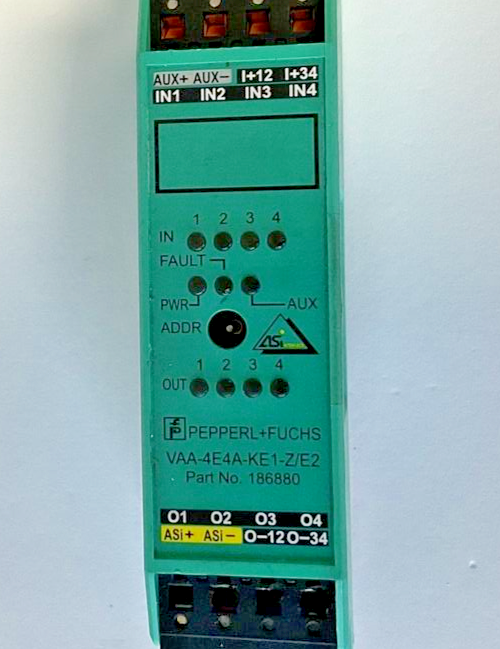 AUX+ AUX- I+12 I+34
IN1 IN2 IN3 IN4
1 2 3 4
IN
FAULT
PWR AUX
ADDR ASi
1 2 3 4
OUT
PEPPERL+FUCHS
VAA-4E4A-KE1-Z/E2
Part No. 186880
O1 O2 O3 O4
ASi+ ASi- O-12 O-34